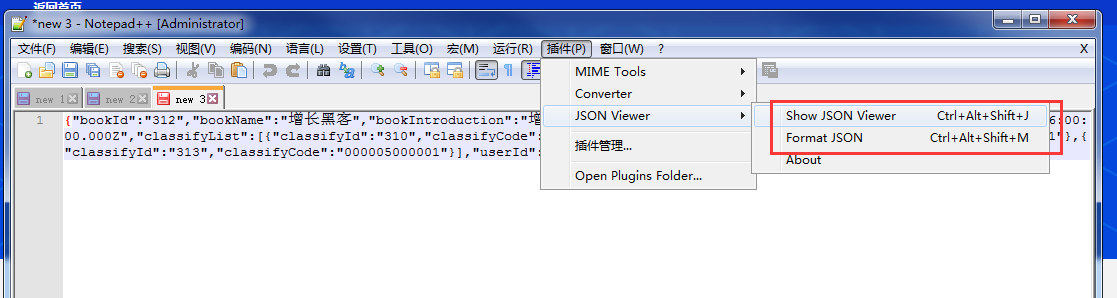 返回首页
*new 3 - Notepad++ [Administrator]
文件(F) 编辑(E) 搜索(S) 视图(V) 编码(N) 语言(L) 设置(T) 工具(O) 宏(M) 运行(R) 插件(P) 窗口(W) ? X
new 1 new 2 new 3
MIME Tools
Converter
JSON Viewer
插件管理...
Open Plugins Folder...
Show JSON Viewer Ctrl+Alt+Shift+J
Format JSON Ctrl+Alt+Shift+M
About
1 {"bookId":"312","bookName":"增长黑客","bookIntroduction":"增 6:00:
00.000Z","classifyList":[{"classifyId":"310","classifyCode": 1"},{
"classifyId":"313","classifyCode":"000005000001"}],"userId":